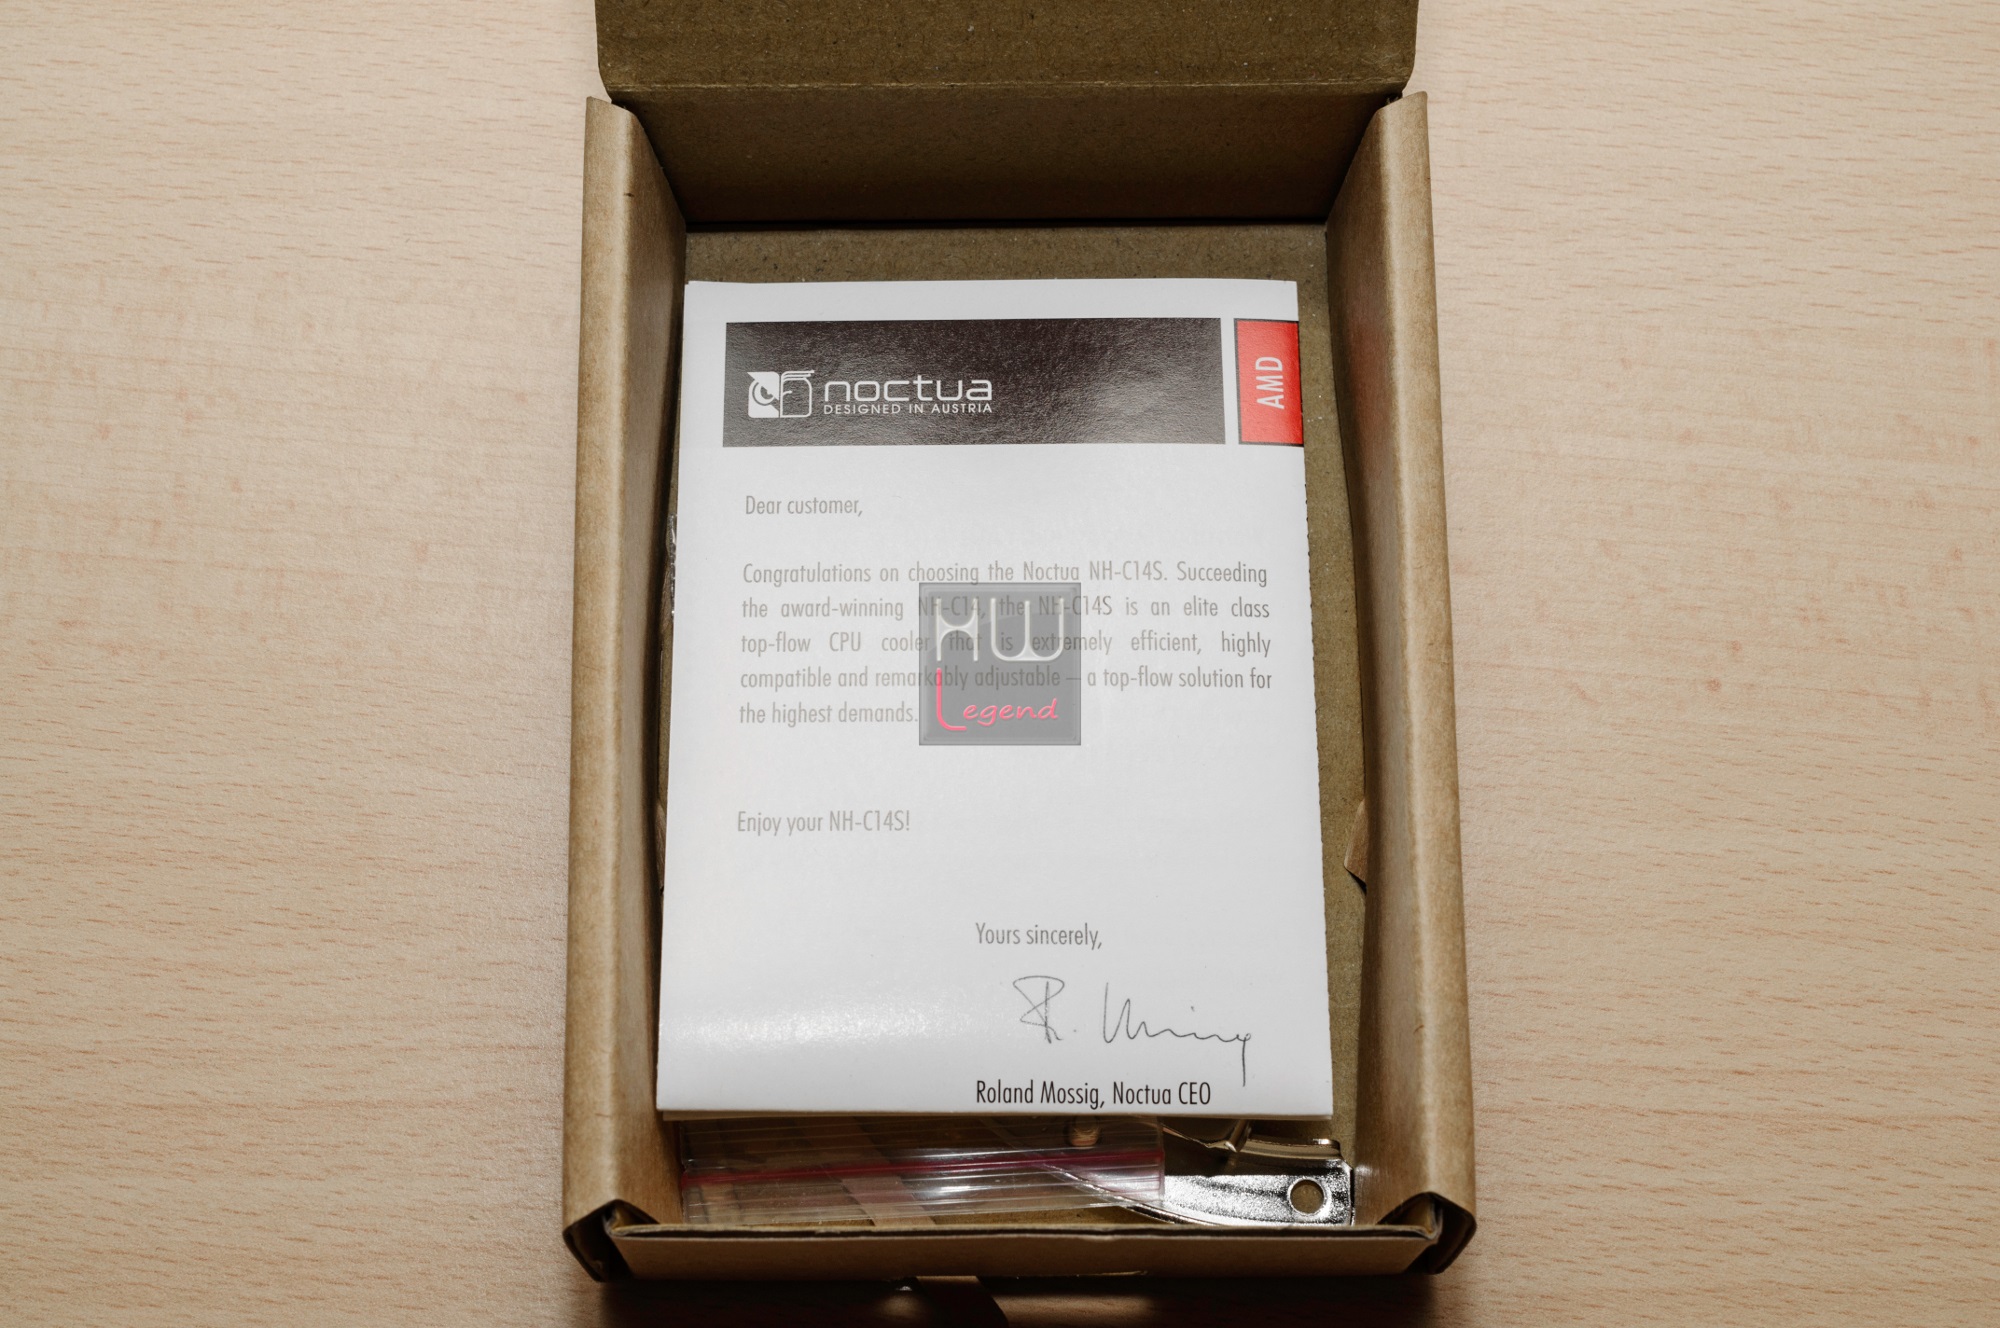 noctua
DESIGNED IN AUSTRIA
AMD
Dear customer,
Congratulations on choosing the Noctua NH-C14S. Succeeding
the award-winning NH-C14, the NH-C14S is an elite class
top-flow CPU cooler that is extremely efficient, highly
compatible and remarkably adjustable – a top-flow solution for
the highest demands.
HW
Legend
Enjoy your NH-C14S!
Yours sincerely,
Roland Mossig, Noctua CEO